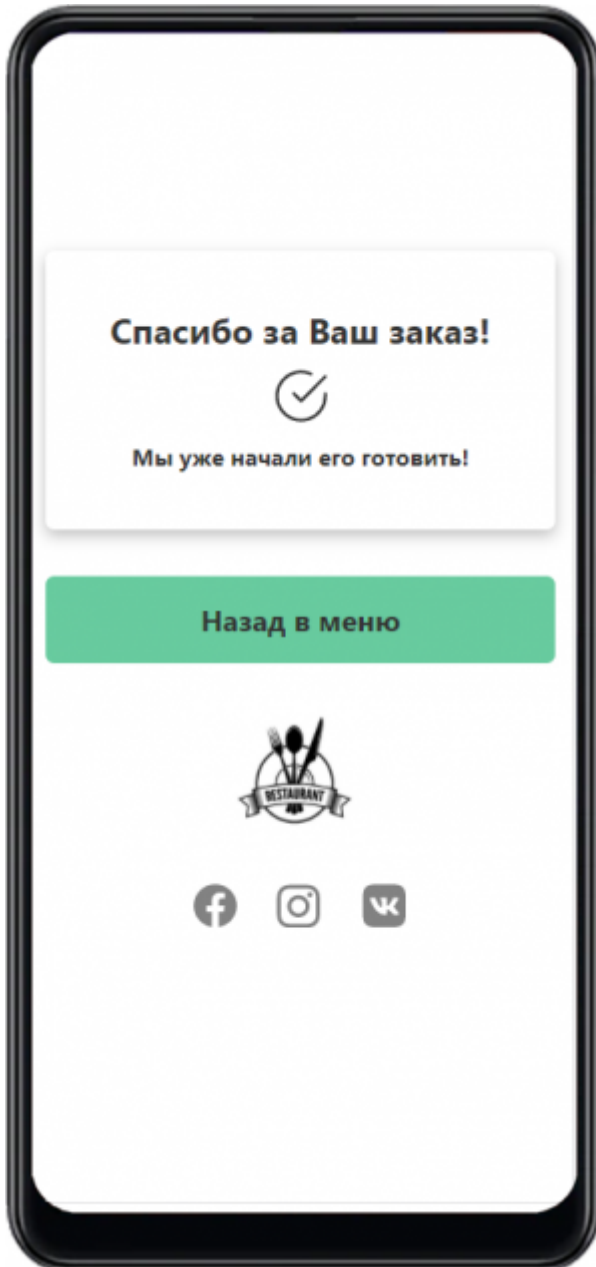 Спасибо за Ваш заказ!
Мы уже начали его готовить!
Назад в меню
RESTAURANT